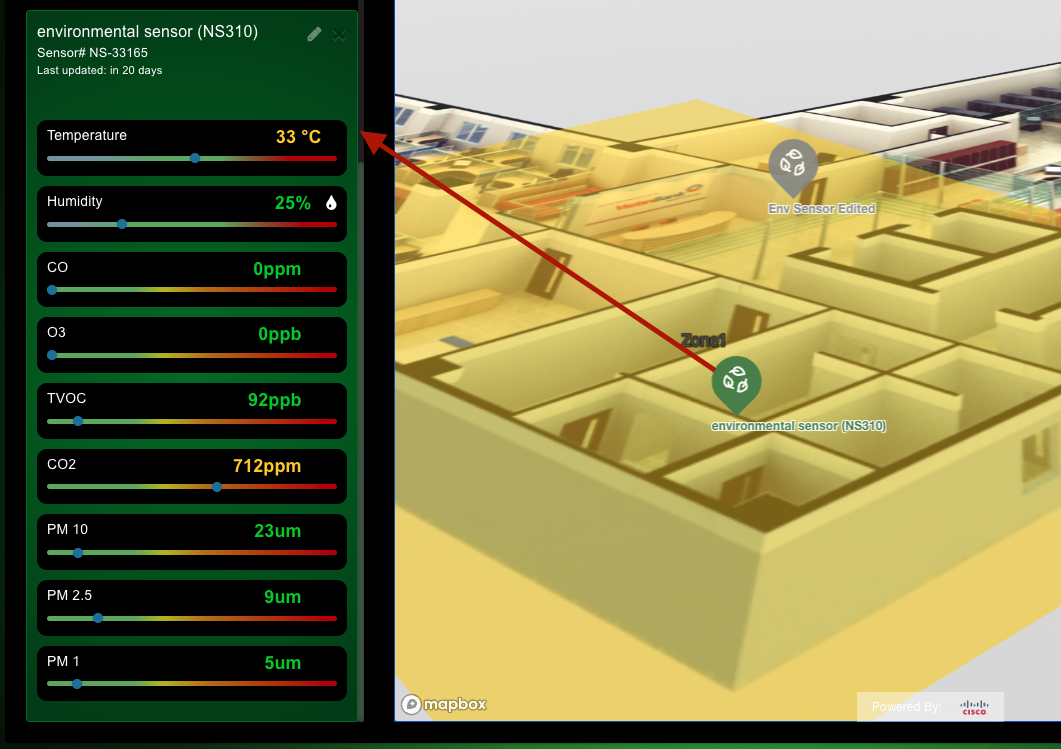 environmental sensor (NS310)
Sensor# NS-33165
Last updated: in 20 days
Temperature
33 °C
Humidity
25%
CO
0ppm
O3
0ppb
TVOC
92ppb
CO2
712ppm
PM 10
23um
PM 2.5
9um
PM 1
5um
Env Sensor Edited
Zone1
environmental sensor (NS310)
mapbox
Powered By:
CISCO